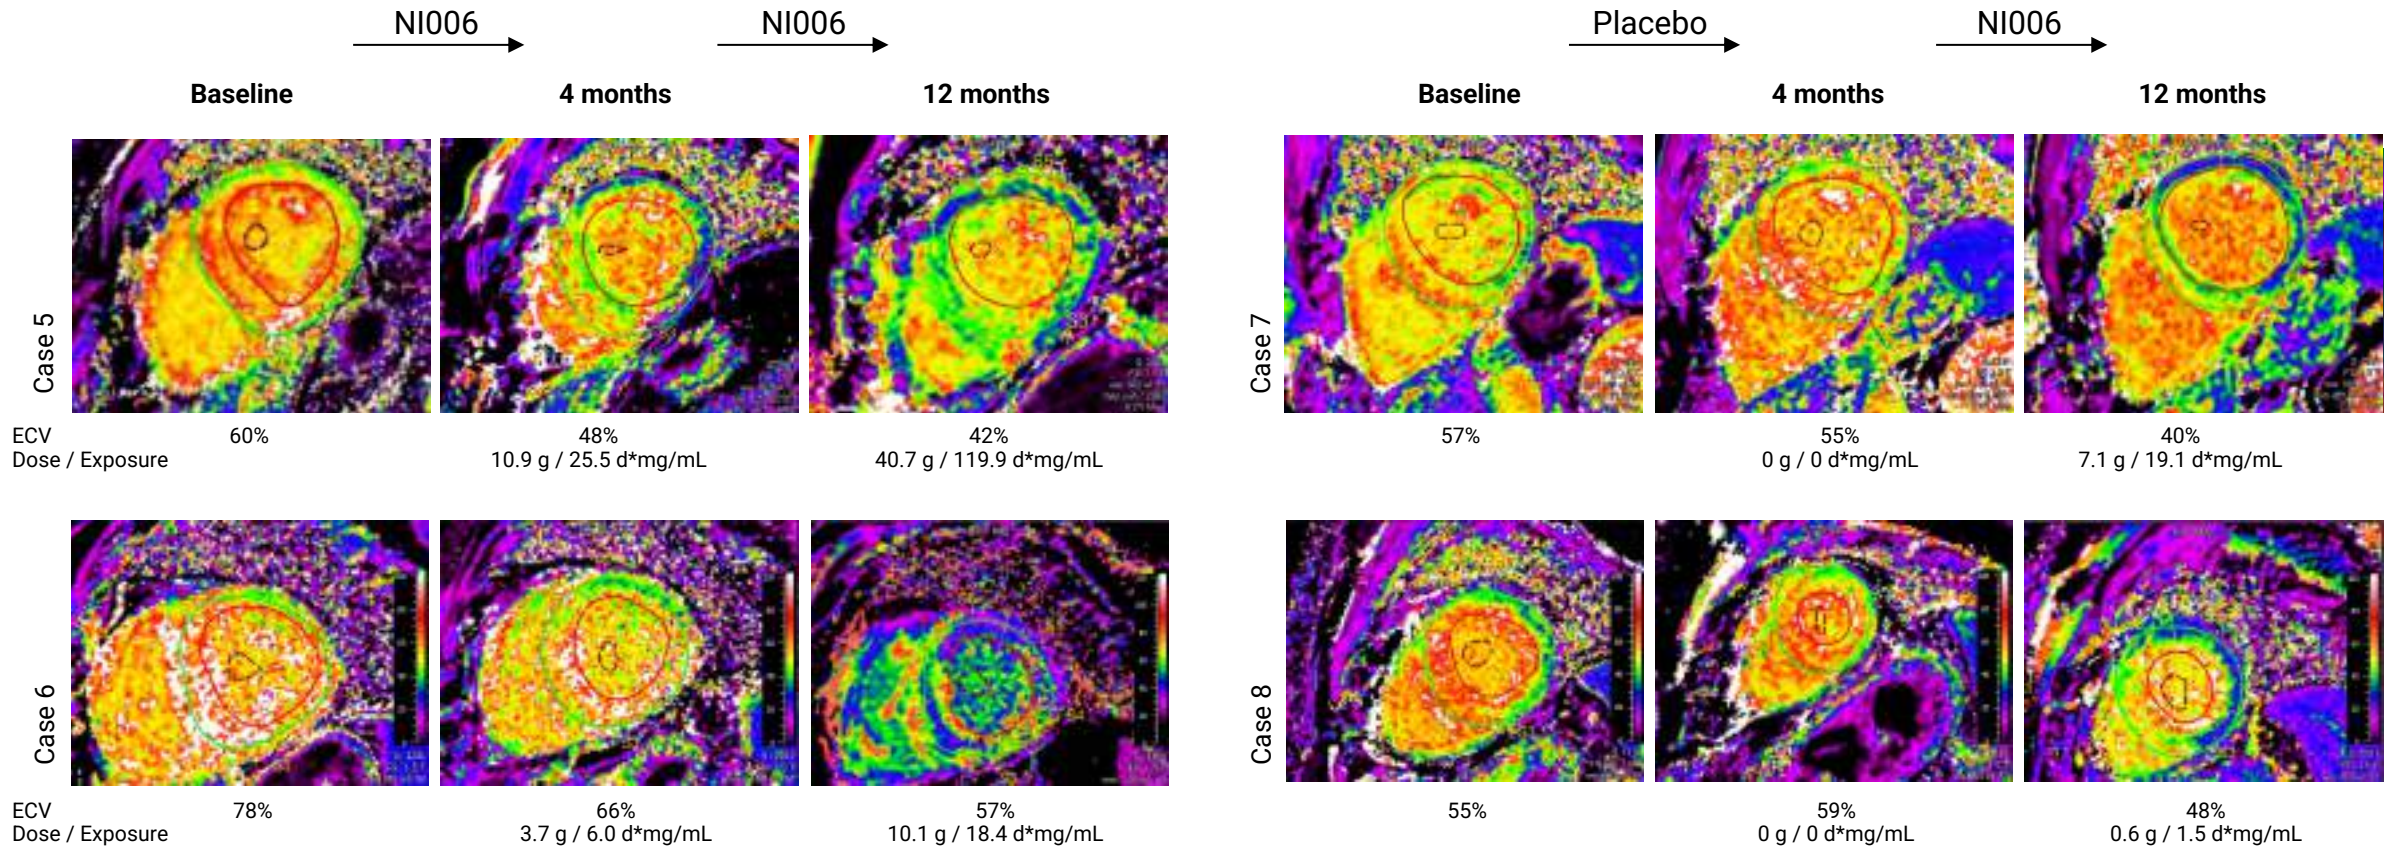 NI006 NI006 Placebo NI006
Baseline 4 months 12 months Baseline 4 months 12 months
Case 5
Case 7
ECV 60% 48% 42% 57% 55% 40%
Dose / Exposure 10.9 g / 25.5 d*mg/mL 40.7 g / 119.9 d*mg/mL 0 g / 0 d*mg/mL 7.1 g / 19.1 d*mg/mL
Case 6
Case 8
ECV 78% 66% 57% 55% 59% 48%
Dose / Exposure 3.7 g / 6.0 d*mg/mL 10.1 g / 18.4 d*mg/mL 0 g / 0 d*mg/mL 0.6 g / 1.5 d*mg/mL